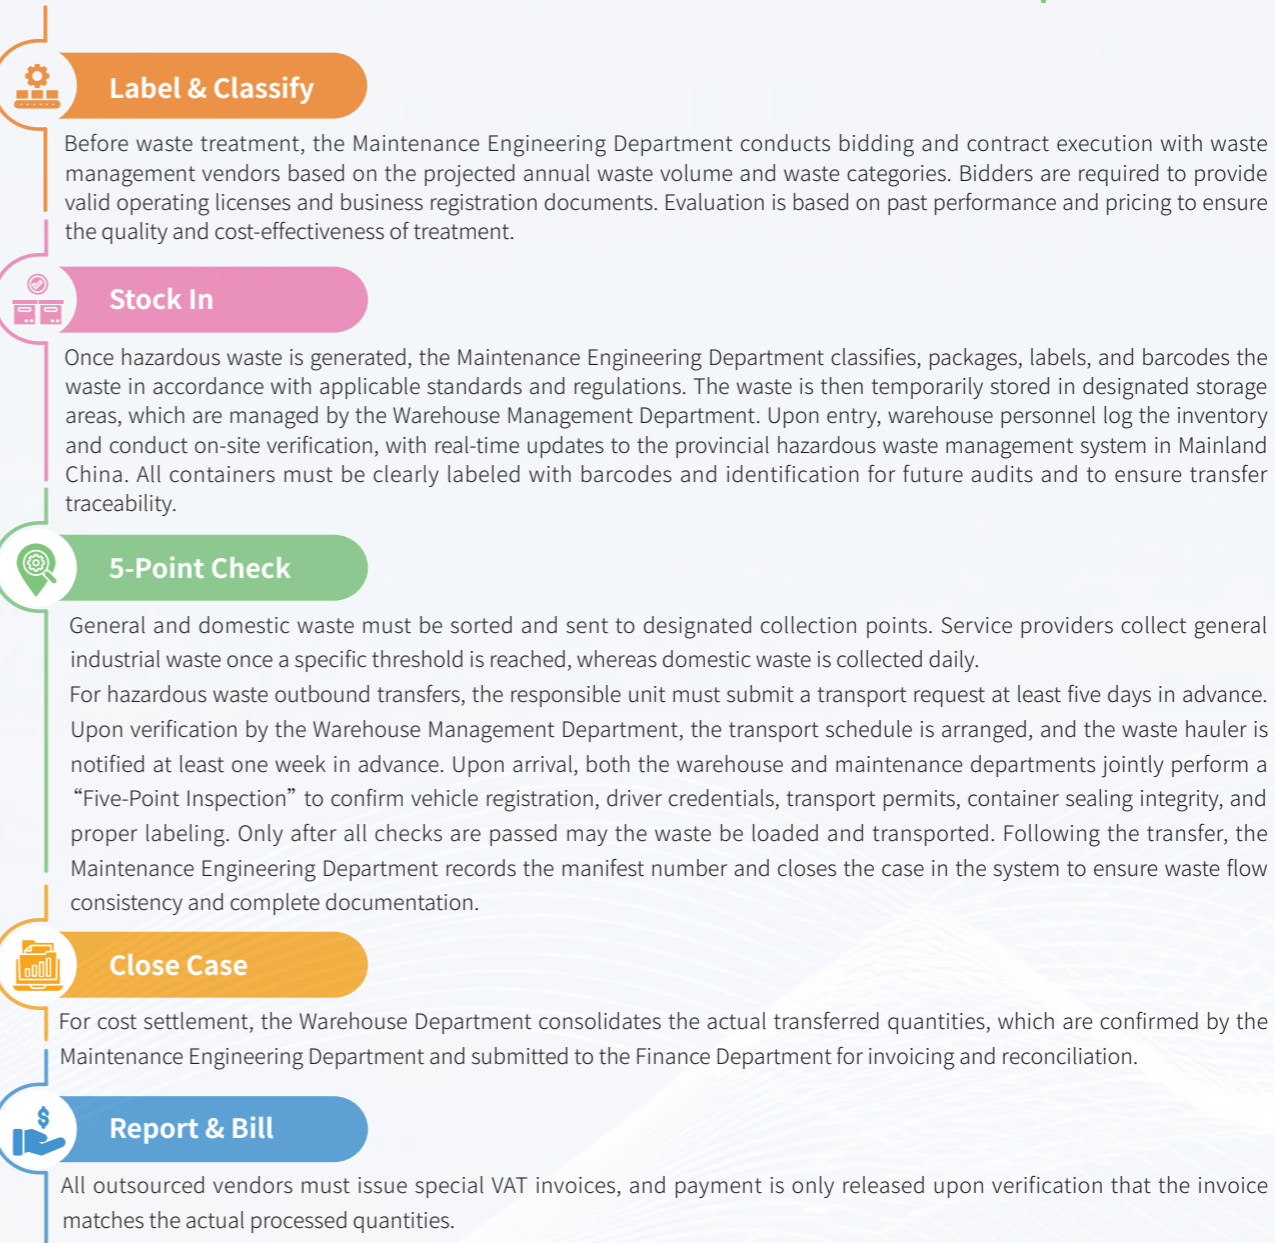 Label & Classify
Before waste treatment, the Maintenance Engineering Department conducts bidding and contract execution with waste
management vendors based on the projected annual waste volume and waste categories. Bidders are required to provide
valid operating licenses and business registration documents. Evaluation is based on past performance and pricing to ensure
the quality and cost-effectiveness of treatment.
Stock In
Once hazardous waste is generated, the Maintenance Engineering Department classifies, packages, labels, and barcodes the
waste in accordance with applicable standards and regulations. The waste is then temporarily stored in designated storage
areas, which are managed by the Warehouse Management Department. Upon entry, warehouse personnel log the inventory
and conduct on-site verification, with real-time updates to the provincial hazardous waste management system in Mainland
China. All containers must be clearly labeled with barcodes and identification for future audits and to ensure transfer
traceability.
5-Point Check
General and domestic waste must be sorted and sent to designated collection points. Service providers collect general
industrial waste once a specific threshold is reached, whereas domestic waste is collected daily.
For hazardous waste outbound transfers, the responsible unit must submit a transport request at least five days in advance.
Upon verification by the Warehouse Management Department, the transport schedule is arranged, and the waste hauler is
notified at least one week in advance. Upon arrival, both the warehouse and maintenance departments jointly perform a
“Five-Point Inspection” to confirm vehicle registration, driver credentials, transport permits, container sealing integrity, and
proper labeling. Only after all checks are passed may the waste be loaded and transported. Following the transfer, the
Maintenance Engineering Department records the manifest number and closes the case in the system to ensure waste flow
consistency and complete documentation.
Close Case
For cost settlement, the Warehouse Department consolidates the actual transferred quantities, which are confirmed by the
Maintenance Engineering Department and submitted to the Finance Department for invoicing and reconciliation.
Report & Bill
All outsourced vendors must issue special VAT invoices, and payment is only released upon verification that the invoice
matches the actual processed quantities.